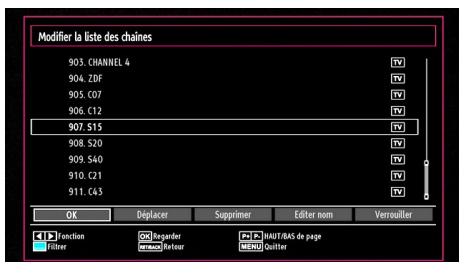 Modifier la liste des chaînes
903. CHANNEL 4 TV
904. ZDF TV
905. C07 TV
906. C12 TV
907. S15 TV
908. S20 TV
909. S40 TV
910. C21 TV
911. C43 TV
OK Déplacer Supprimer Editer nom Verrouiller
Fonction OK Regarder P+ P- HAUT/BAS de page
Filtrer RET/BACK Retour MENU Quitter